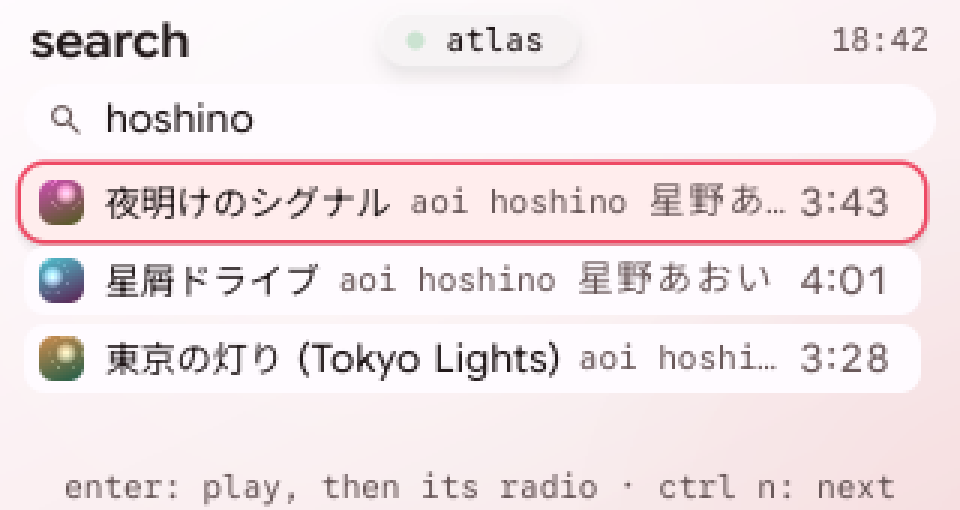 search
atlas
18:42
hoshino
夜明けのシグナル aoi hoshino 星野あ… 3:43
星屑ドライブ aoi hoshino 星野あおい 4:01
東京の灯り (Tokyo Lights) aoi hoshi… 3:28
enter: play, then its radio · ctrl n: next